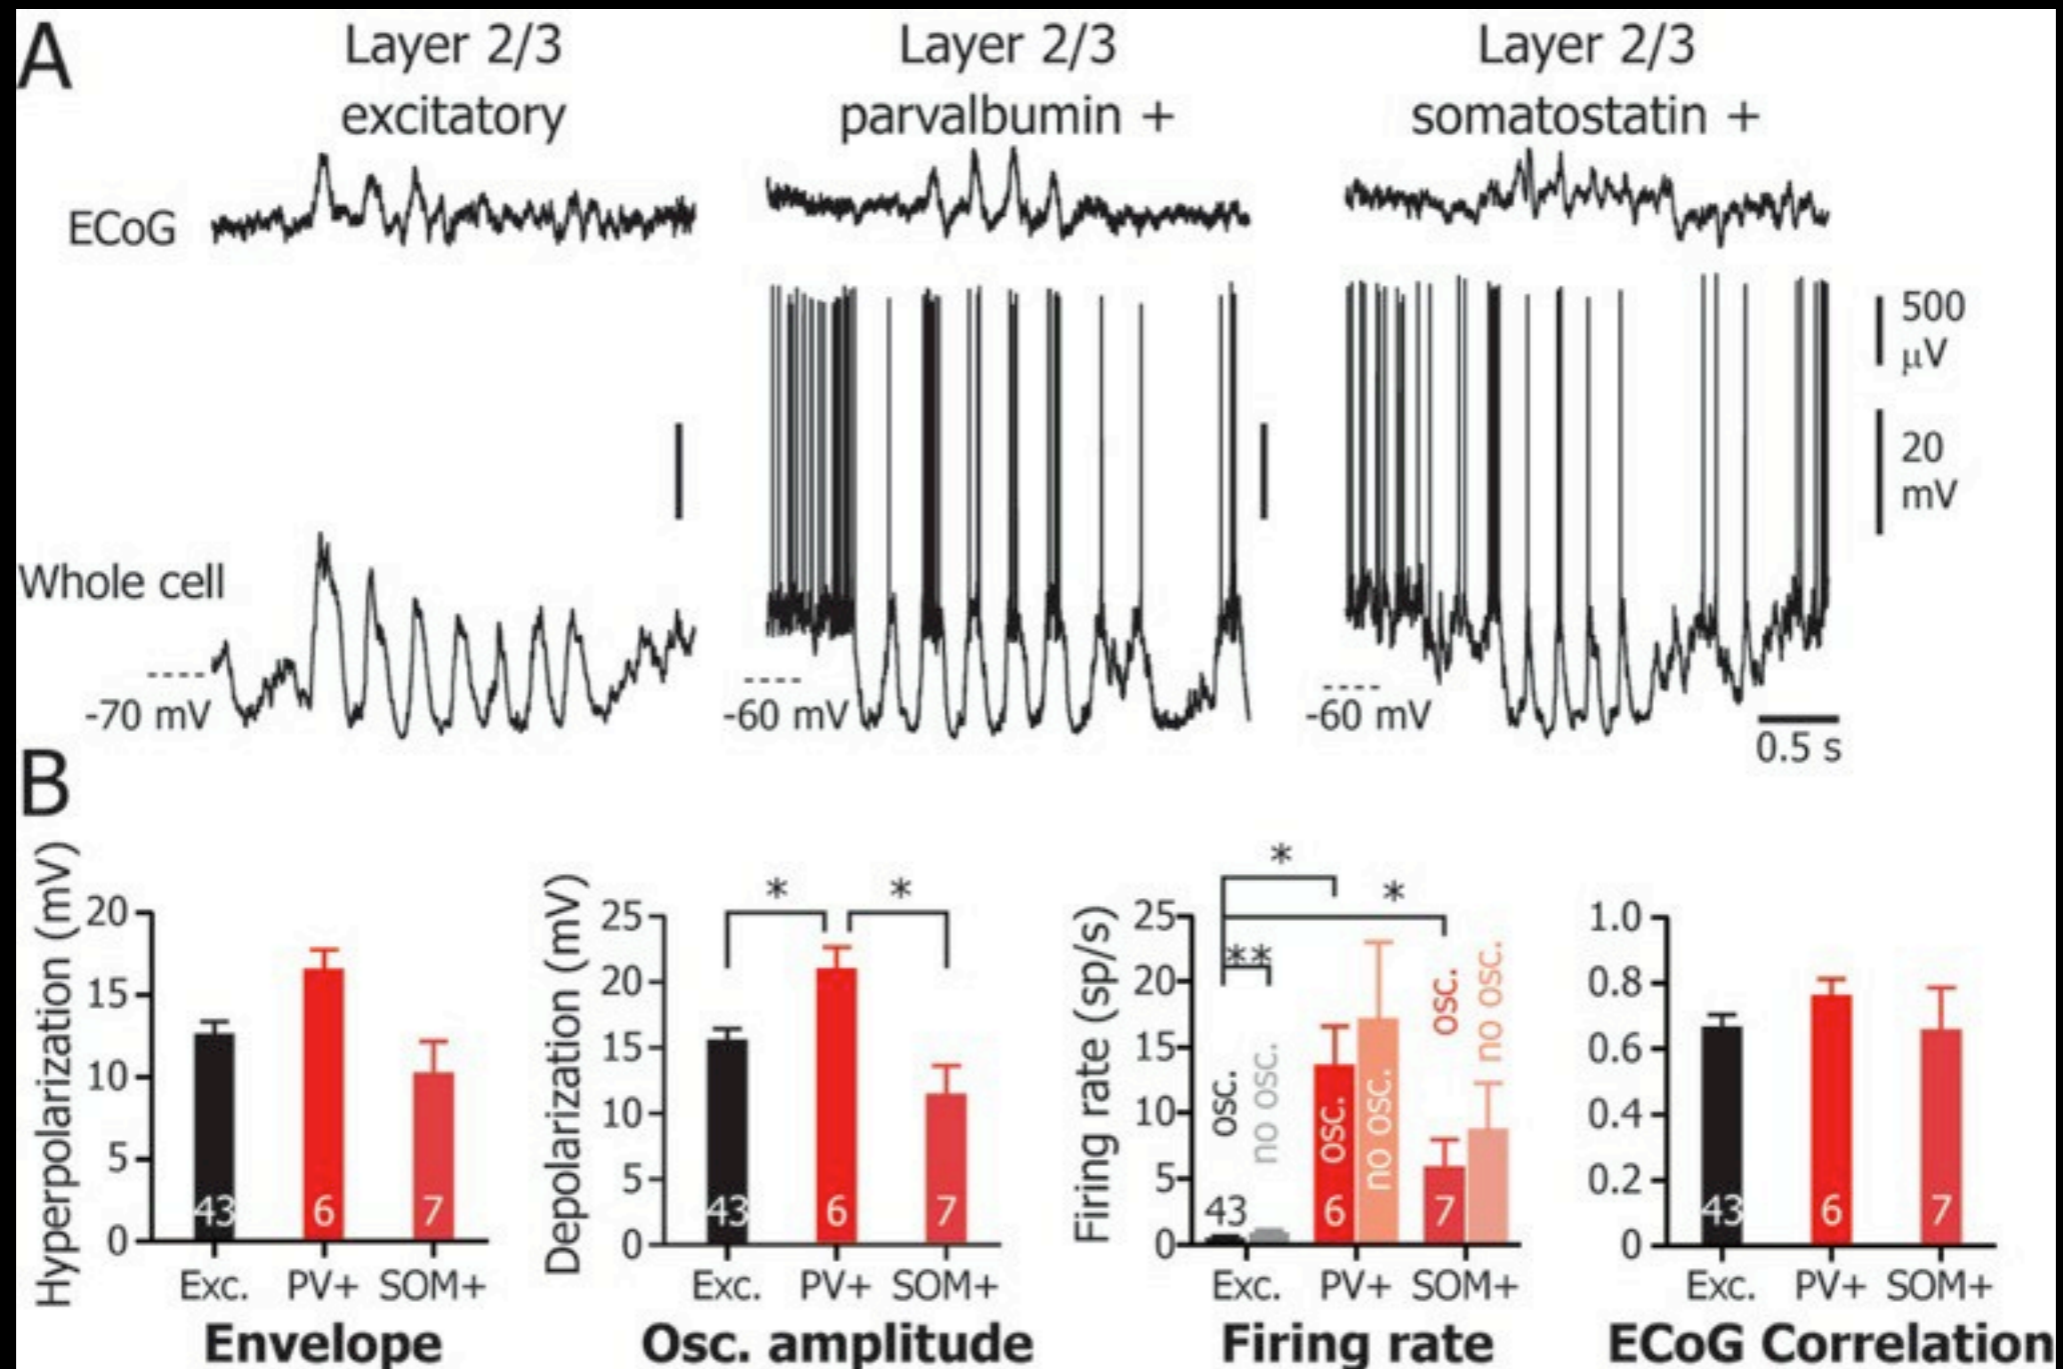 A
Layer 2/3
excitatory
Layer 2/3
parvalbumin +
Layer 2/3
somatostatin +
ECoG
500
μV
20
mV
Whole cell
-70 mV
-60 mV
-60 mV
0.5 s
B
Hyperpolarization (mV)
20
15
10
5
0
43
6
7
Exc.
PV+
SOM+
Envelope
Depolarization (mV)
25
20
15
10
5
0
*
*
43
6
7
Exc.
PV+
SOM+
Osc. amplitude
Firing rate (sp/s)
25
20
15
10
5
0
*
*
**
osc.
no osc.
osc.
no osc.
osc.
no osc.
43
6
7
Exc.
PV+
SOM+
Firing rate
1.0
0.8
0.6
0.4
0.2
0
43
6
7
Exc.
PV+
SOM+
ECoG Correlation